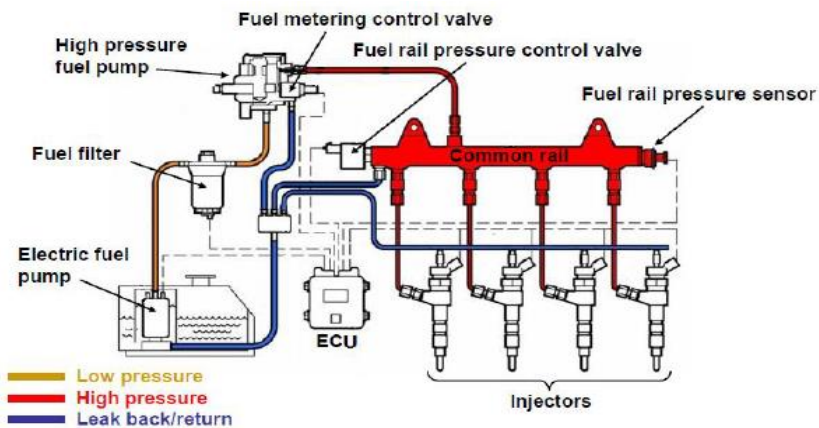 Fuel metering control valve
High pressure
fuel pump
Fuel rail pressure control valve
Fuel rail pressure
sensor
Fuel filter
Common rail
Electric fuel
pump
ECU
Injectors
Low pressure
High pressure
Leak back/return